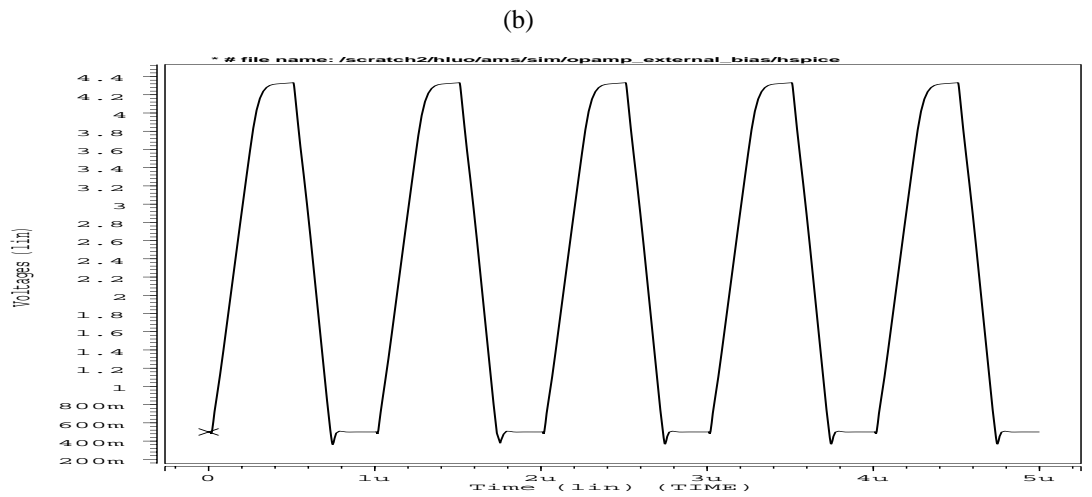 (b)
* # file name: /scratch2/hluo/ams/sim/opamp_external_bias/hspice
4.4
4.2
4
3.8
3.6
3.4
3.2
3
2.8
2.6
2.4
2.2
2
1.8
1.6
1.4
1.2
1
800m
600m
400m
200m
Voltages (lin)
0
1u
2u
3u
4u
5u
Time (lin) (TIME)